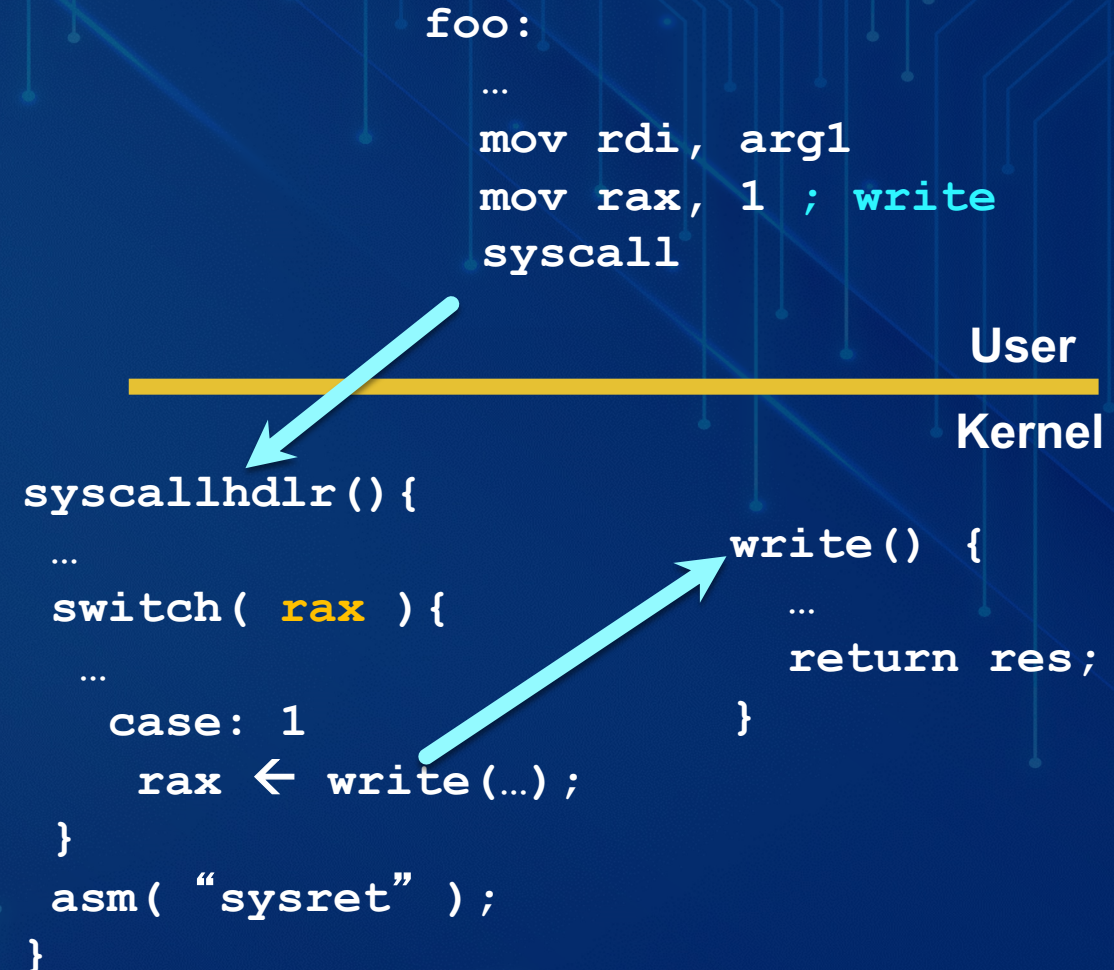 foo:
…
mov rdi, arg1
mov rax, 1 ; write
syscall
User
Kernel
syscallhdlr(){
…
switch( rax ){
…
case: 1
rax ← write(…);
}
asm( “sysret” );
}
write() {
…
return res;
}